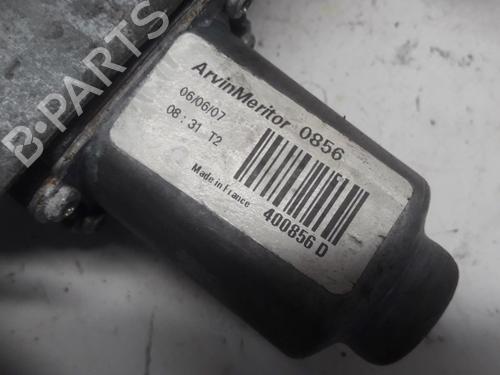 ArvinMeritor 0856
06/06/07
08 : 31 T2
Made in France
400856 D
B-PARTS